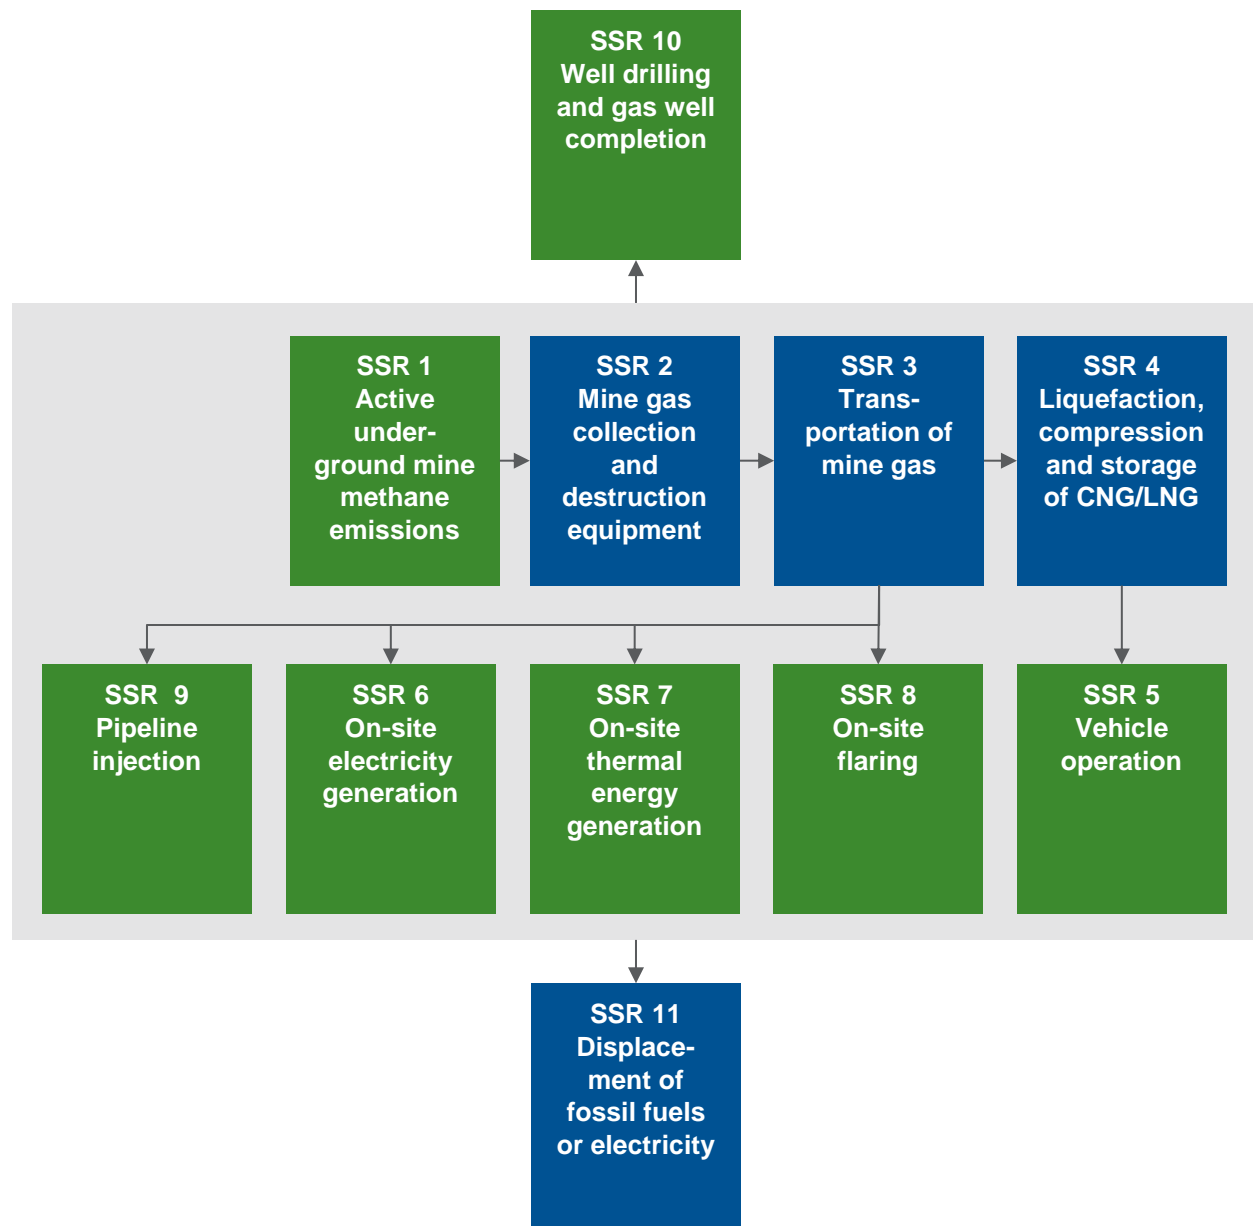 SSR 10
Well drilling
and gas well
completion
SSR 1
Active
under-
ground mine
methane
emissions
SSR 2
Mine gas
collection
and
destruction
equipment
SSR 3
Trans-
portation of
mine gas
SSR 4
Liquefaction,
compression
and storage
of CNG/LNG
SSR 9
Pipeline
injection
SSR 6
On-site
electricity
generation
SSR 7
On-site
thermal
energy
generation
SSR 8
On-site
flaring
SSR 5
Vehicle
operation
SSR 11
Displace-
ment of
fossil fuels
or electricity